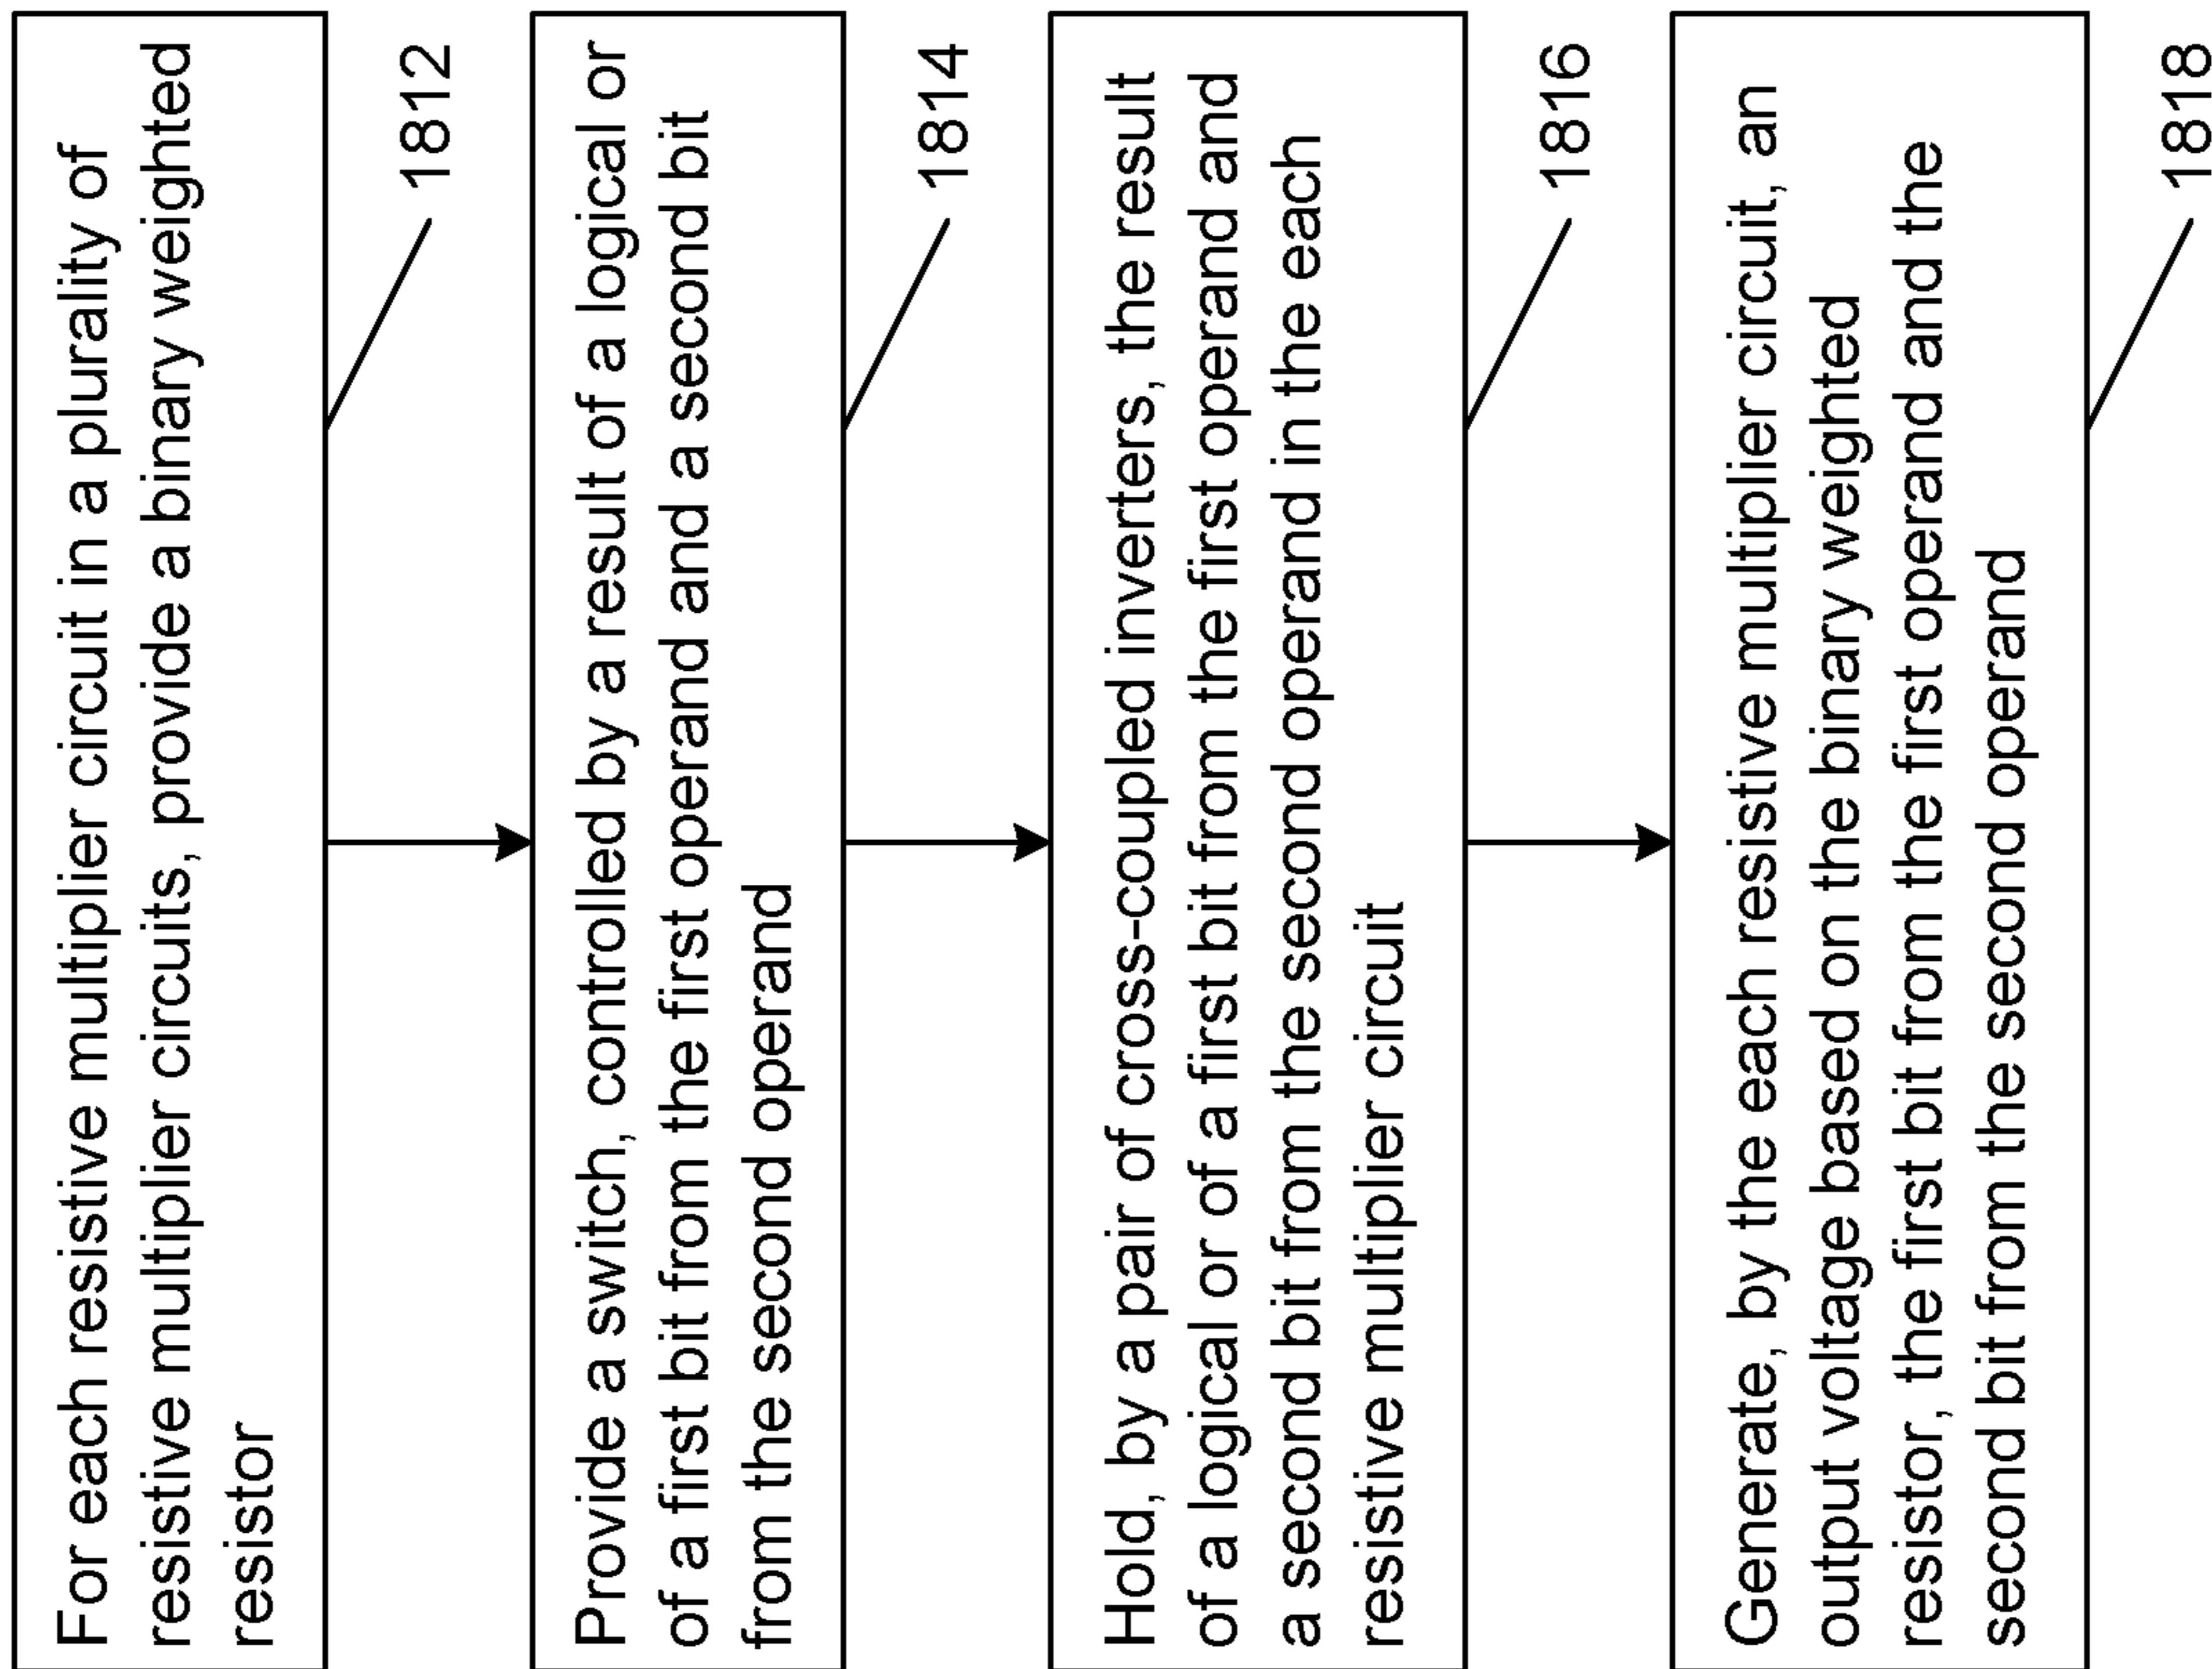 For each resistive multiplier circuit in a plurality of
resistive multiplier circuits, provide a binary weighted
resistor
1812
Provide a switch, controlled by a result of a logical or
of a first bit from the first operand and a second bit
from the second operand
1814
Hold, by a pair of cross-coupled inverters, the result
of a logical or of a first bit from the first operand and
a second bit from the second operand in the each
resistive multiplier circuit
1816
Generate, by the each resistive multiplier circuit, an
output voltage based on the binary weighted
resistor, the first bit from the first operand and the
second bit from the second operand
1818